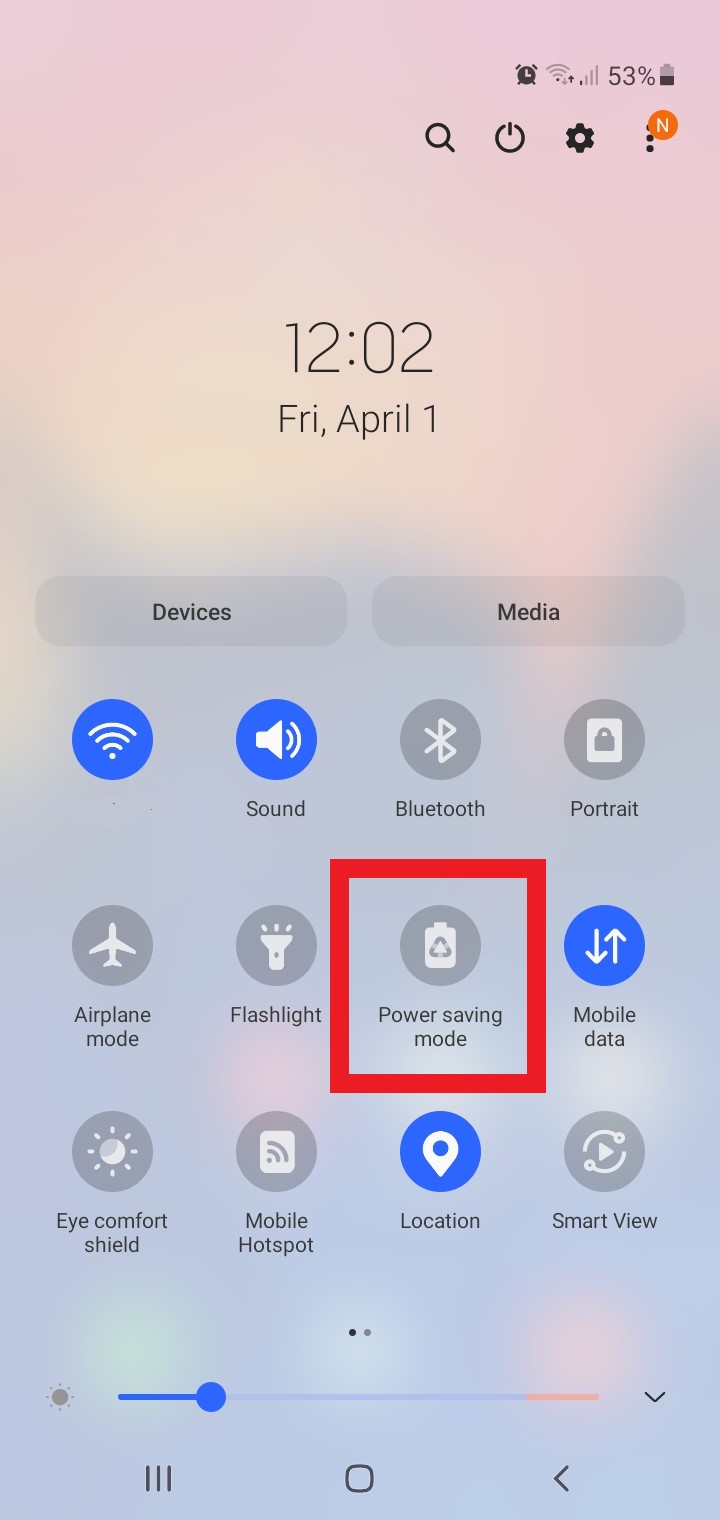 53%
N
12:02
Fri, April 1
Devices
Media
Sound
Bluetooth
Portrait
Airplane
mode
Flashlight
Power saving
mode
Mobile
data
Eye comfort
shield
Mobile
Hotspot
Location
Smart View